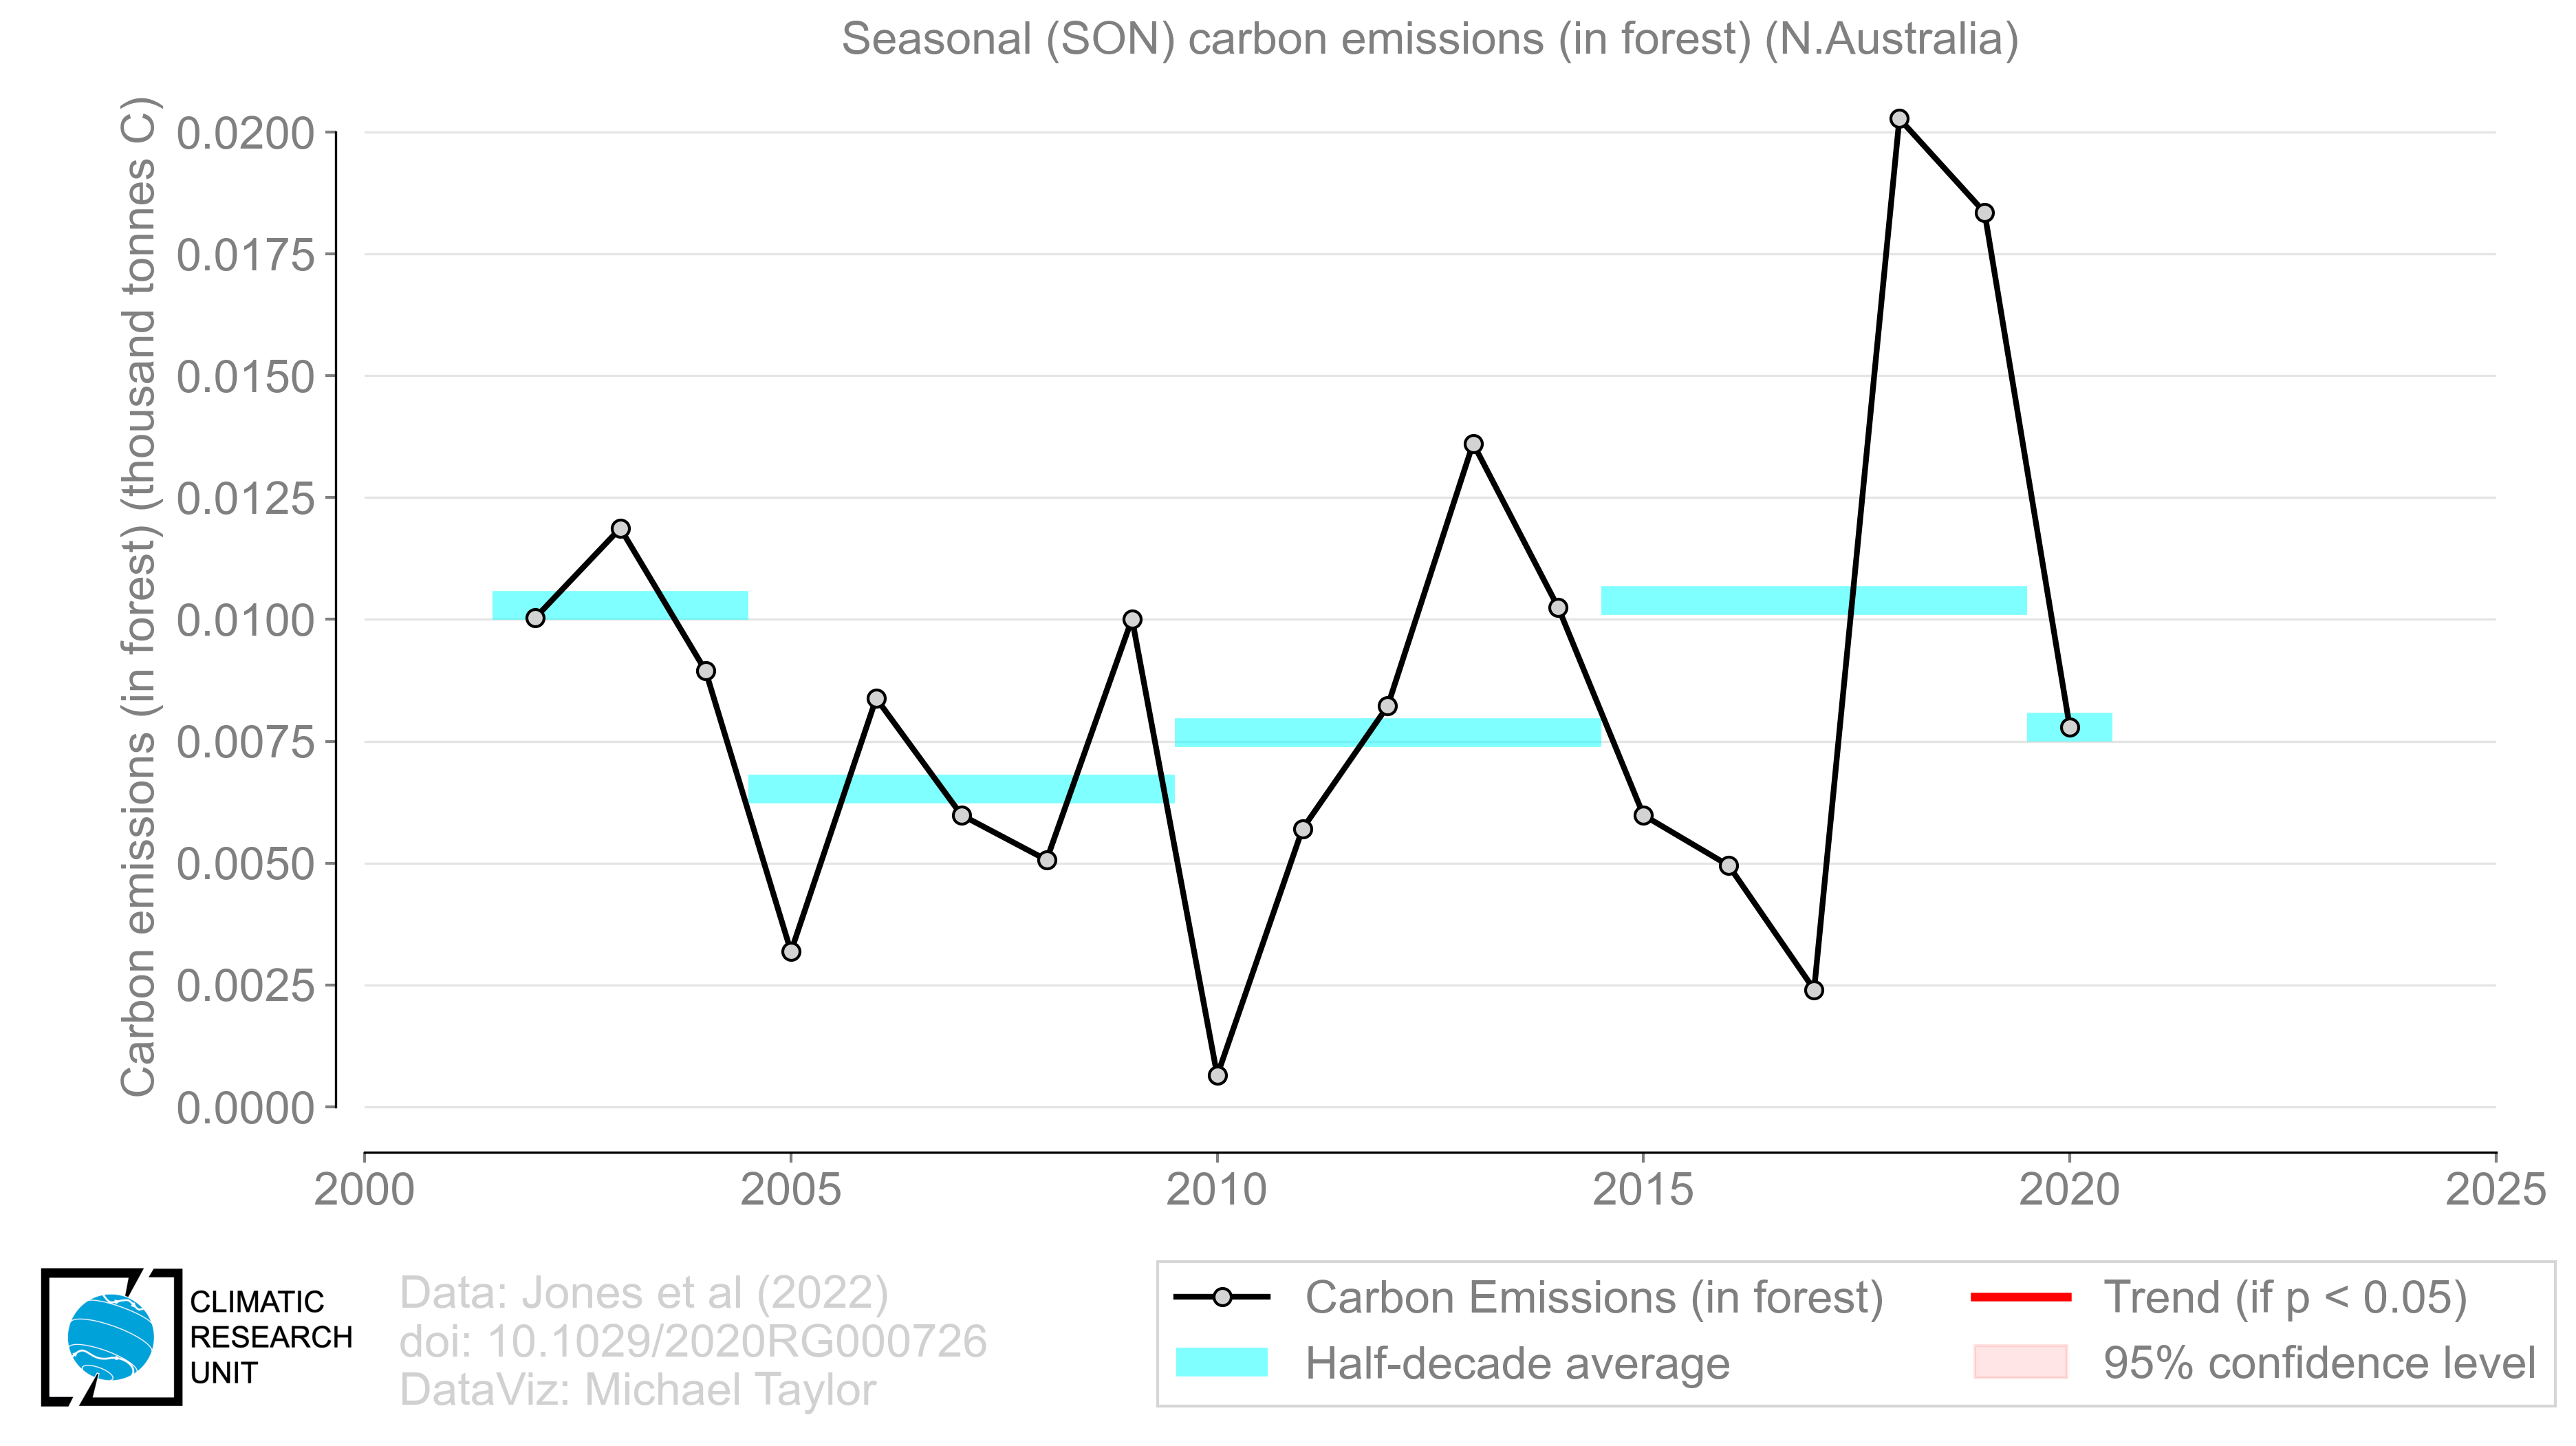 Seasonal (SON) carbon emissions (in forest) (N.Australia)
Carbon emissions (in forest) (thousand tonnes C)
0.0200
0.0175
0.0150
0.0125
0.0100
0.0075
0.0050
0.0025
0.0000
2000 2005 2010 2015 2020 2025
CLIMATIC
RESEARCH
UNIT
Data: Jones et al (2022)
doi: 10.1029/2020RG000726
DataViz: Michael Taylor
Carbon Emissions (in forest)
Half-decade average
Trend (if p < 0.05)
95% confidence level